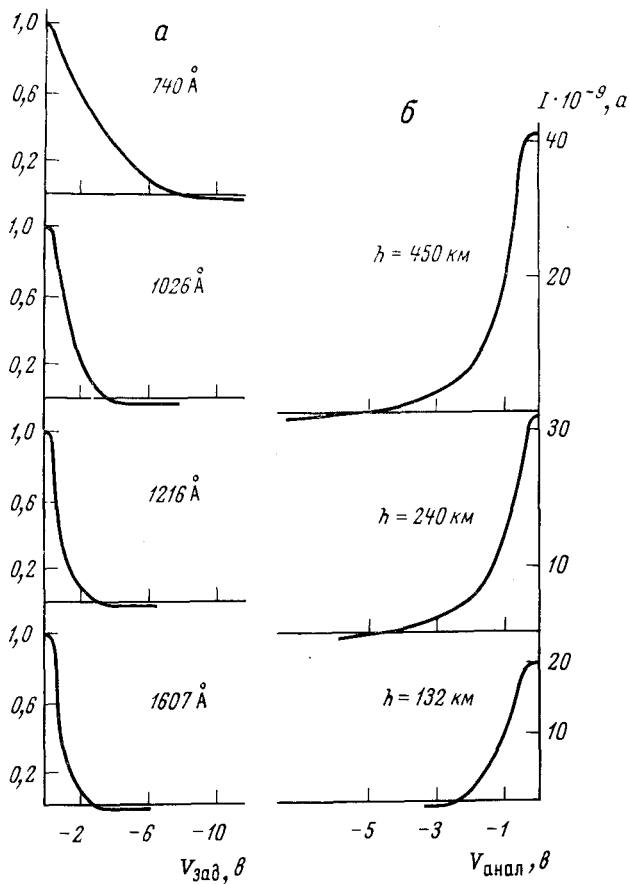 а
1,0
0,6
0,2
740 Å
1,0
0,6
0,2
1026 Å
1,0
0,6
0,2
1216 Å
1,0
0,6
0,2
1607 Å
-2 -6 -10
Vзад, в
б
I·10⁻⁹, а
40
20
h = 450 км
30
10
h = 240 км
20
10
h = 132 км
-5 -3 -1
Vанал, в